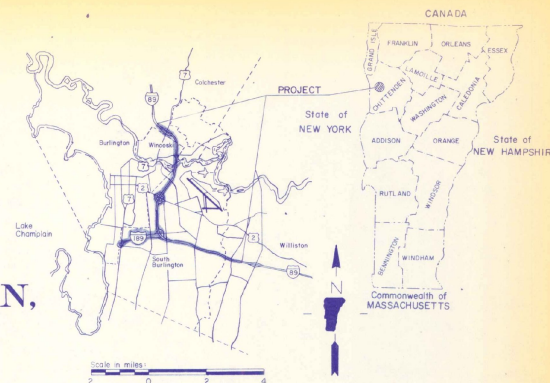 CANADA
GRAND ISLE
FRANKLIN
ORLEANS
ESSEX
LAMOILLE
CALEDONIA
CHITTENDEN
WASHINGTON
PROJECT
State of
NEW YORK
State of
NEW HAMPSHIR
ADDISON
ORANGE
RUTLAND
WINDSOR
BENNINGTON
WINDHAM
Commonwealth of
MASSACHUSETTS
7
Colchester
89
Burlington
Winooski
2
7
189
South
Burlington
Williston
2
89
Lake
Champlain
N
N,
Scale in miles:
2 0 2 4